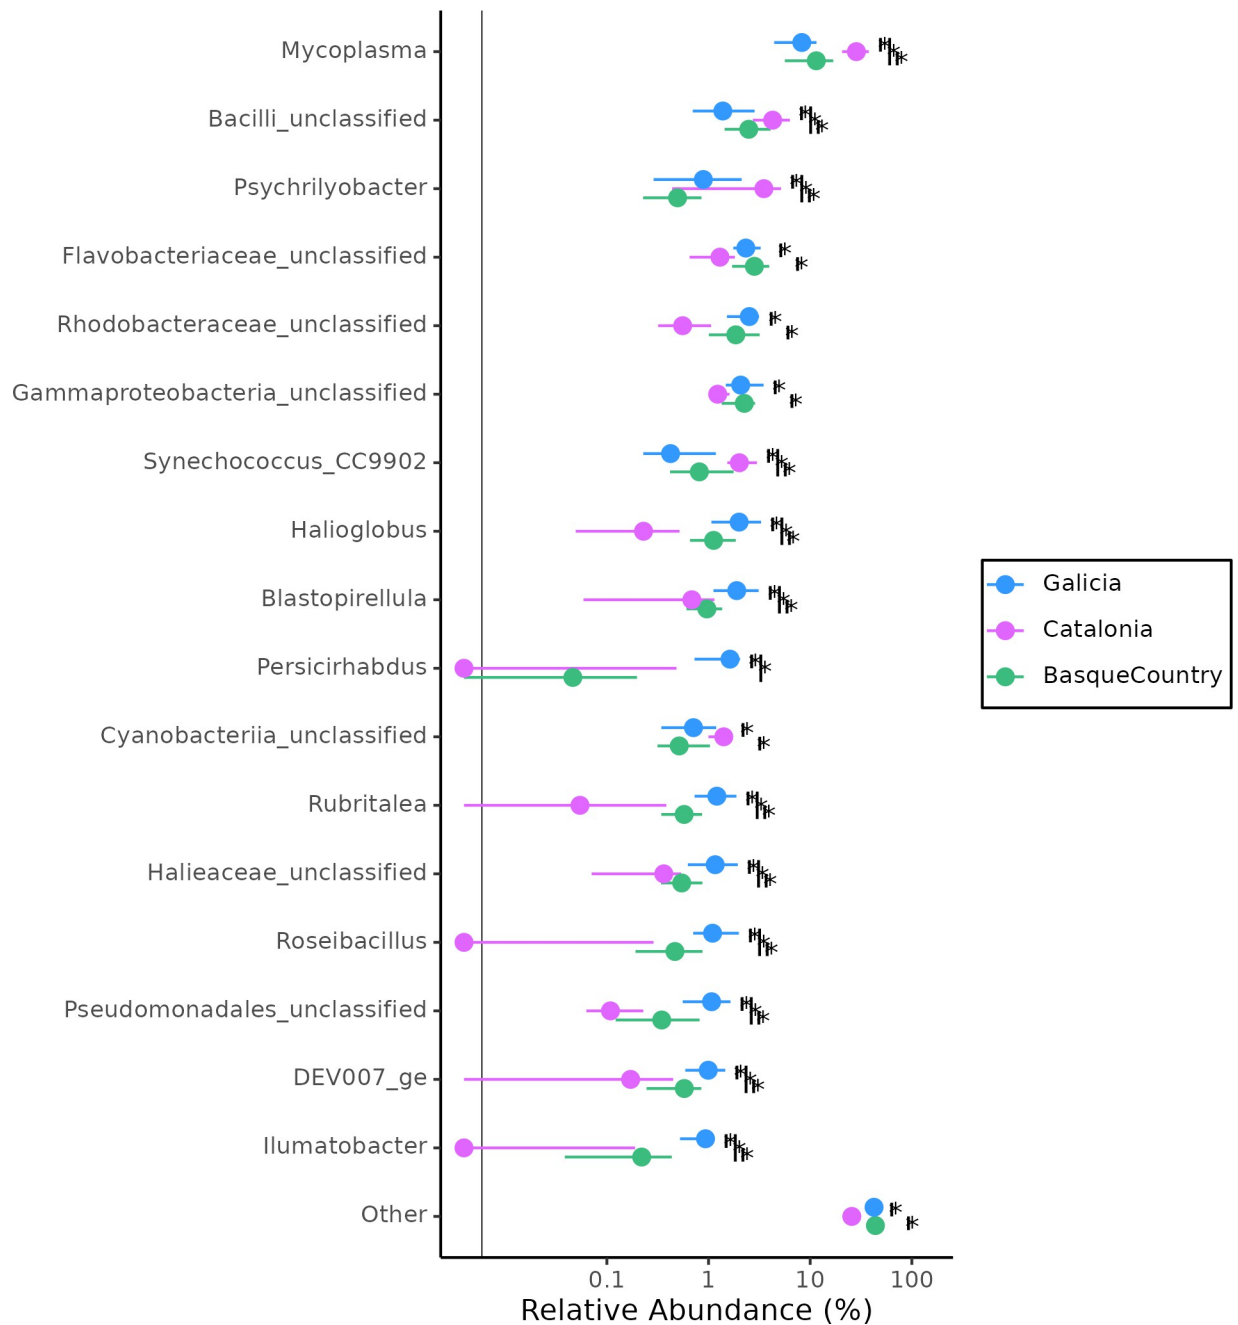 Mycoplasma
Bacilli_unclassified
Psychrilyobacter
Flavobacteriaceae_unclassified
Rhodobacteraceae_unclassified
Gammaproteobacteria_unclassified
Synechococcus_CC9902
Halioglobus
Blastopirellula
Persicirhabdus
Cyanobacteriia_unclassified
Rubritalea
Halieaceae_unclassified
Roseibacillus
Pseudomonadales_unclassified
DEV007_ge
Ilumatobacter
Other
0.1 1 10 100
Relative Abundance (%)
Galicia
Catalonia
BasqueCountry